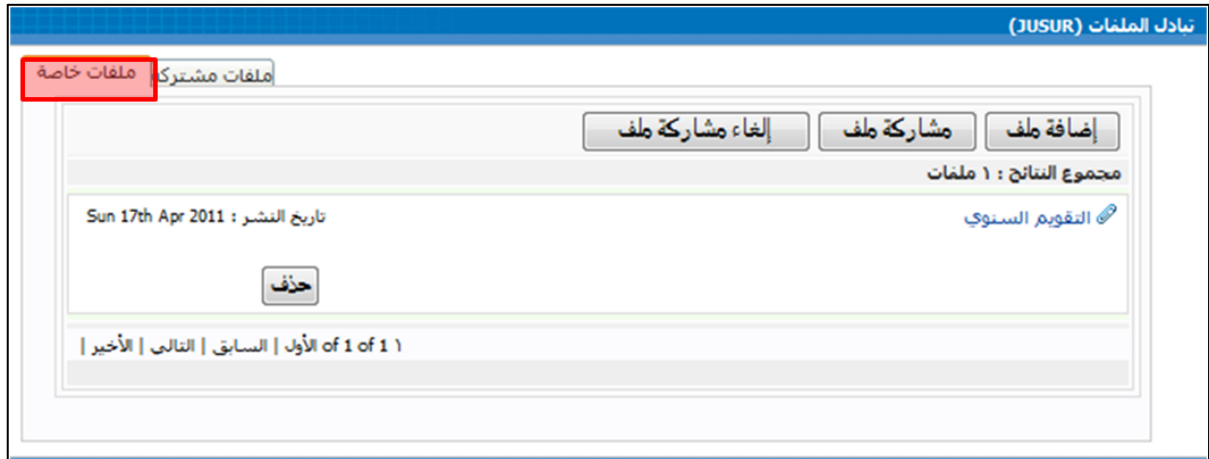 تبادل الملفات (JUSUR)
ملفات مشتركة ملفات خاصة
إضافة ملف مشاركة ملف إلغاء مشاركة ملف
مجموع النتائج : ١ ملفات
التقويم السنوي تاريخ النشر : Sun 17th Apr 2011
حذف
١ of 1 of 1 الأول | السابق | التالي | الأخير |